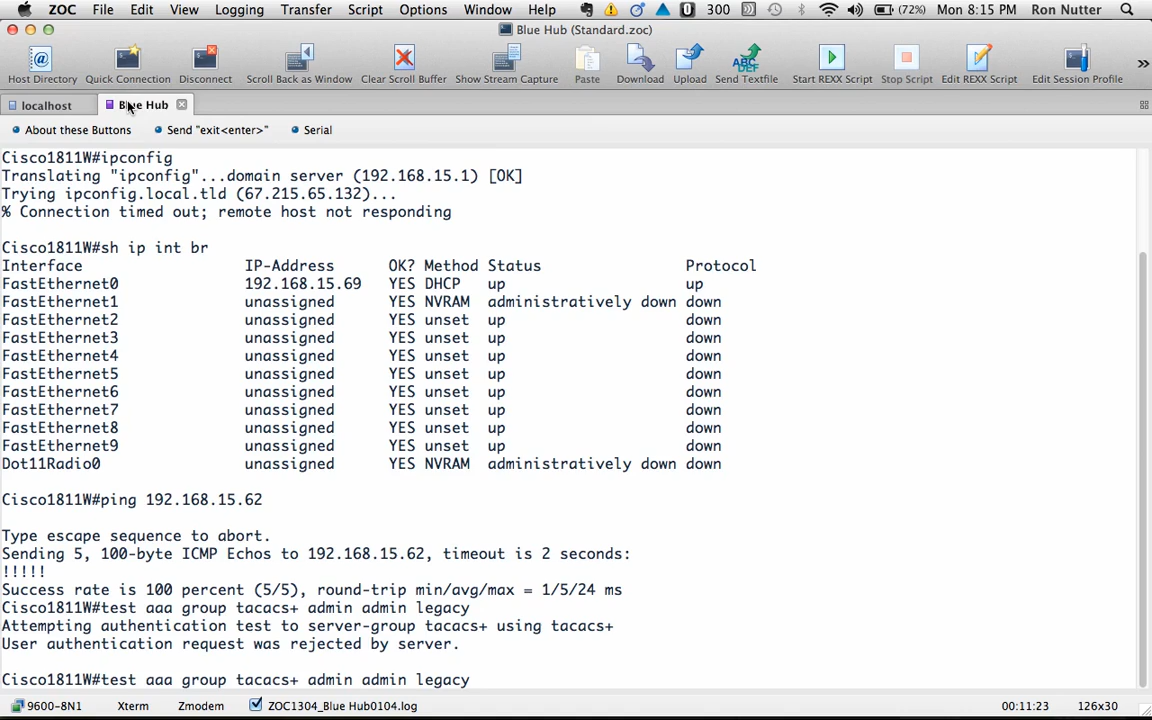 ZOC File Edit View Logging Transfer Script Options Window Help 300 (72%) Mon 8:15 PM Ron Nutter
Blue Hub (Standard.zoc)
Host Directory Quick Connection Disconnect Scroll Back as Window Clear Scroll Buffer Show Stream Capture Paste Download Upload Send Textfile Start REXX Script Stop Script Edit REXX Script Edit Session Profile
localhost Blue Hub
About these Buttons Send "exit<enter>" Serial
Cisco1811W#ipconfig
Translating "ipconfig"...domain server (192.168.15.1) [OK]
Trying ipconfig.local.tld (67.215.65.132)...
% Connection timed out; remote host not responding
Cisco1811W#sh ip int br
Interface IP-Address OK? Method Status Protocol
FastEthernet0 192.168.15.69 YES DHCP up up
FastEthernet1 unassigned YES NVRAM administratively down down
FastEthernet2 unassigned YES unset up down
FastEthernet3 unassigned YES unset up down
FastEthernet4 unassigned YES unset up down
FastEthernet5 unassigned YES unset up down
FastEthernet6 unassigned YES unset up down
FastEthernet7 unassigned YES unset up down
FastEthernet8 unassigned YES unset up down
FastEthernet9 unassigned YES unset up down
Dot11Radio0 unassigned YES NVRAM administratively down down
Cisco1811W#ping 192.168.15.62
Type escape sequence to abort.
Sending 5, 100-byte ICMP Echos to 192.168.15.62, timeout is 2 seconds:
!!!!!
Success rate is 100 percent (5/5), round-trip min/avg/max = 1/5/24 ms
Cisco1811W#test aaa group tacacs+ admin admin legacy
Attempting authentication test to server-group tacacs+ using tacacs+
User authentication request was rejected by server.
Cisco1811W#test aaa group tacacs+ admin admin legacy
9600-8N1 Xterm Zmodem ZOC1304_Blue Hub0104.log 00:11:23 126x30